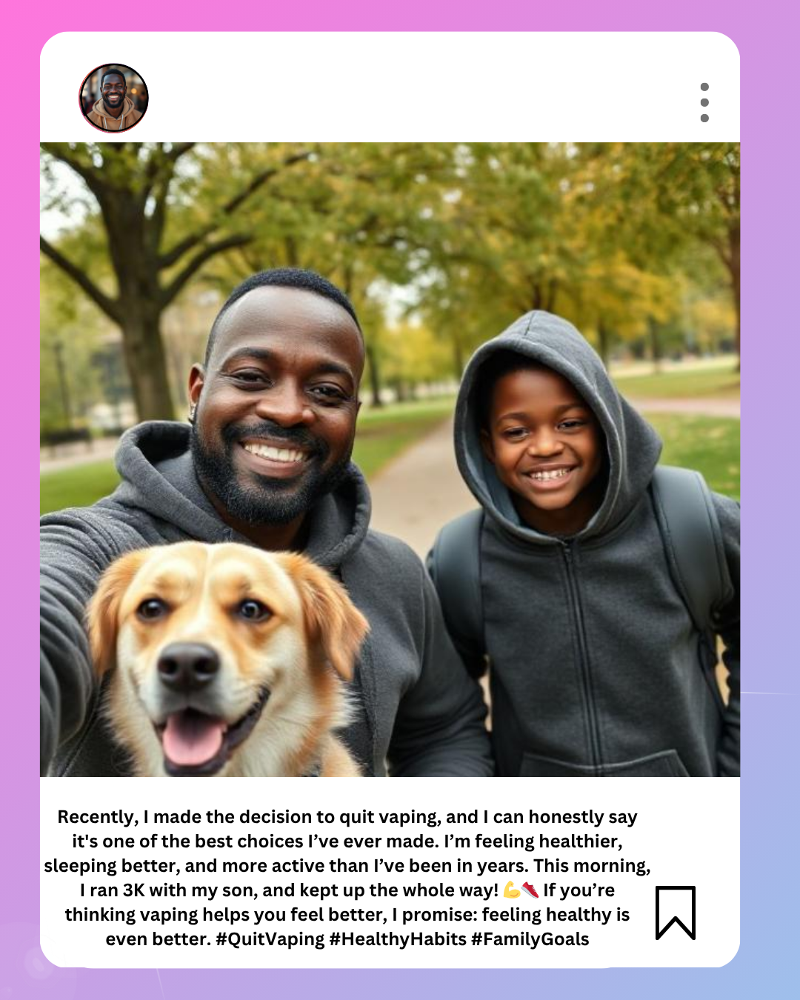 Recently, I made the decision to quit vaping, and I can honestly say
it's one of the best choices I’ve ever made. I’m feeling healthier,
sleeping better, and more active than I’ve been in years. This morning,
I ran 3K with my son, and kept up the whole way! 💪👟 If you’re
thinking vaping helps you feel better, I promise: feeling healthy is
even better. #QuitVaping #HealthyHabits #FamilyGoals